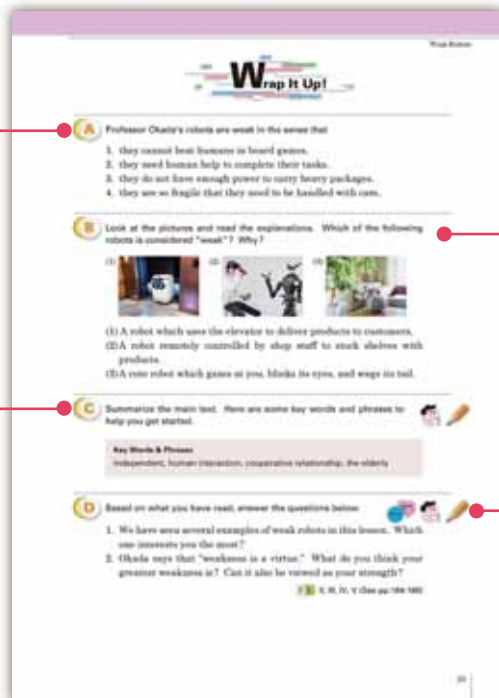 Weak Robots
Wrap It Up!
A Professor Okada's robots are weak in the sense that
1. they cannot beat humans in board games.
2. they need human help to complete their tasks.
3. they do not have enough power to carry heavy packages.
4. they are so fragile that they need to be handled with care.
B Look at the pictures and read the explanations. Which of the following
robots is considered "weak"? Why?
(1) (2) (3)
(1) A robot which uses the elevator to deliver products to customers.
(2) A robot remotely controlled by shop staff to stock shelves with
products.
(3) A cute robot which gazes at you, blinks its eyes, and wags its tail.
C Summarize the main text. Here are some key words and phrases to
help you get started.
Key Words & Phrases
independent, human interaction, cooperative relationship, the elderly
D Based on what you have read, answer the questions below.
1. We have seen several examples of weak robots in this lesson. Which
one interests you the most?
2. Okada says that "weakness is a virtue." What do you think your
greatest weakness is? Can it also be viewed as your strength?
II, III, IV, V (See pp.184-185)